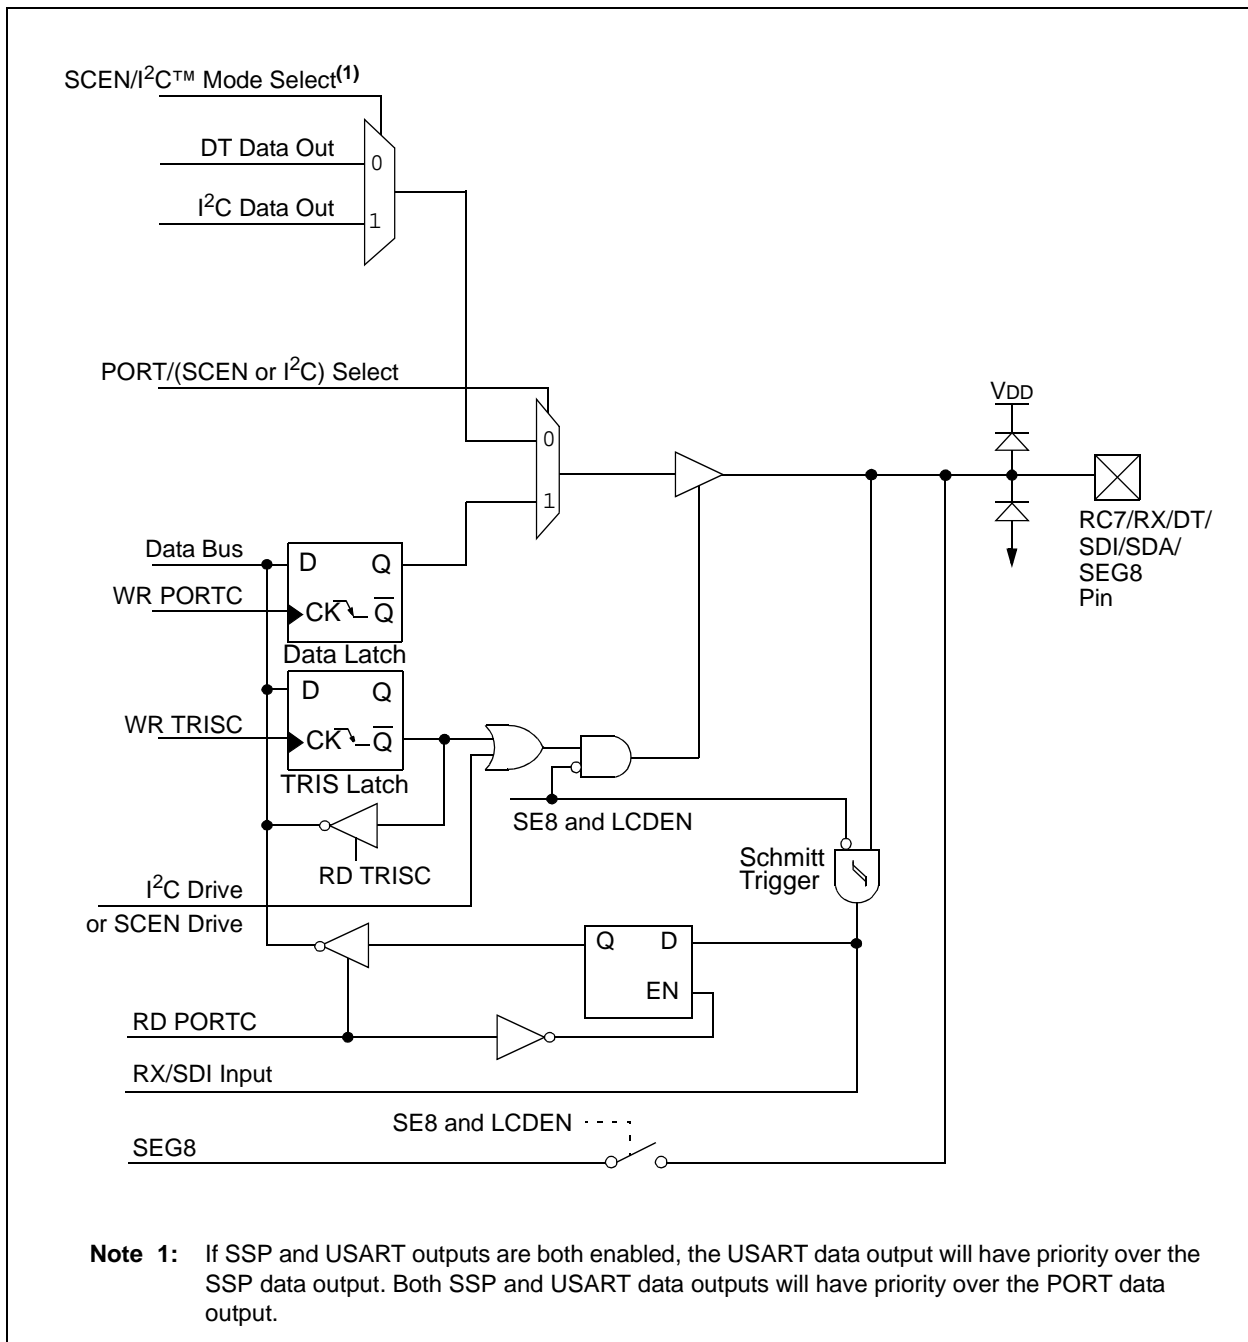 SCEN/I²C™ Mode Select(1)
DT Data Out
0
I²C Data Out
1
PORT/(SCEN or I²C) Select
0
1
VDD
RC7/RX/DT/
SDI/SDA/
SEG8
Pin
Data Bus
D Q
WR PORTC
CK Q̅
Data Latch
D Q
WR TRISC
CK Q̅
TRIS Latch
SE8 and LCDEN
RD TRISC
Schmitt
Trigger
I²C Drive
or SCEN Drive
Q D
EN
RD PORTC
RX/SDI Input
SE8 and LCDEN
SEG8
Note 1: If SSP and USART outputs are both enabled, the USART data output will have priority over the
SSP data output. Both SSP and USART data outputs will have priority over the PORT data
output.